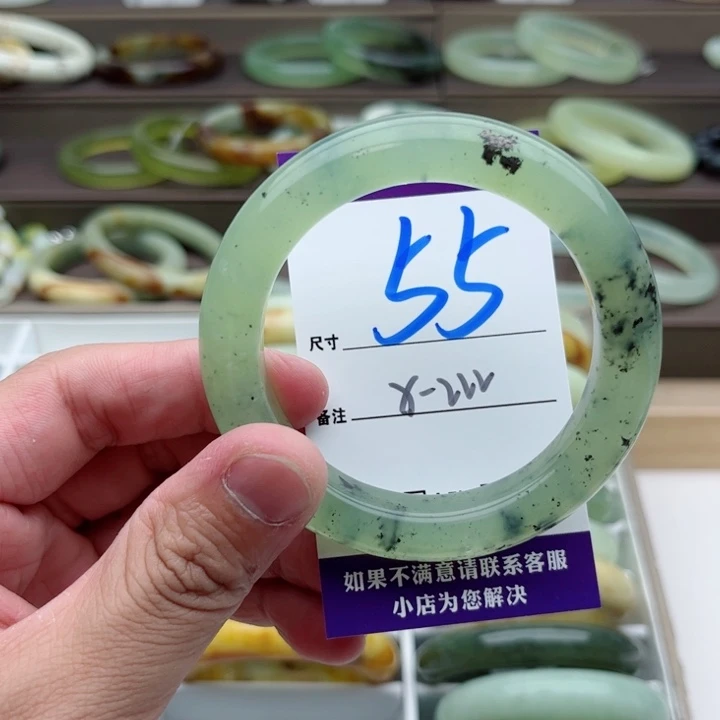 尺寸 55
备注
如果不满意请联系客服
小店为您解决